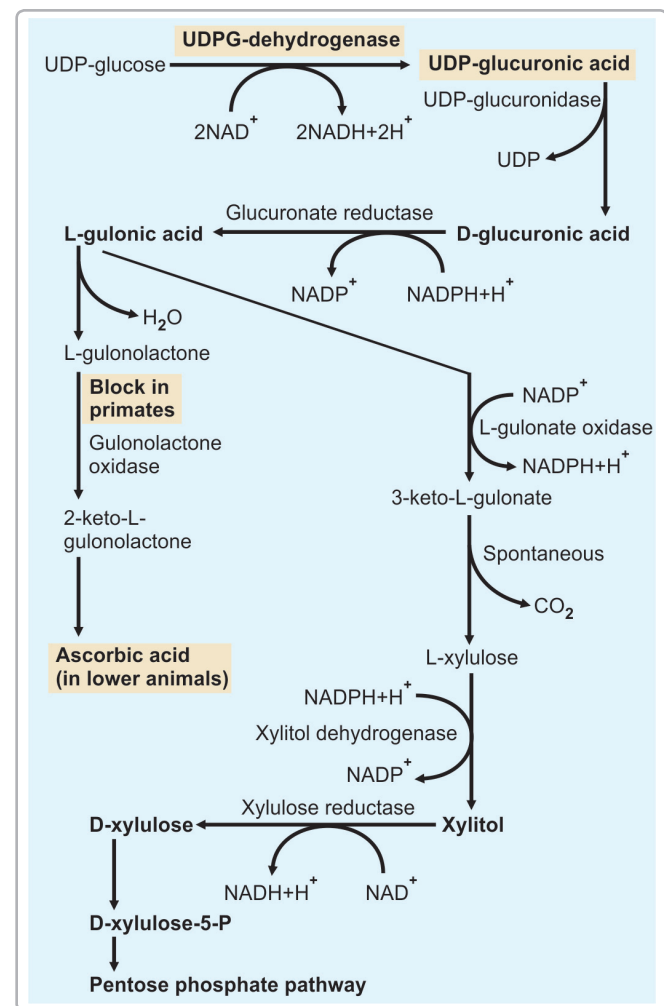 UDPG-dehydrogenase
UDP-glucose
UDP-glucuronic acid
2NAD+
2NADH+2H+
UDP-glucuronidase
UDP
Glucuronate reductase
L-gulonic acid
D-glucuronic acid
NADP+
NADPH+H+
H2O
L-gulonolactone
Block in
primates
Gulonolactone
oxidase
2-keto-L-
gulonolactone
Ascorbic acid
(in lower animals)
NADP+
L-gulonate oxidase
NADPH+H+
3-keto-L-gulonate
Spontaneous
CO2
L-xylulose
NADPH+H+
Xylitol dehydrogenase
NADP+
Xylulose reductase
D-xylulose
Xylitol
NADH+H+
NAD+
D-xylulose-5-P
Pentose phosphate pathway